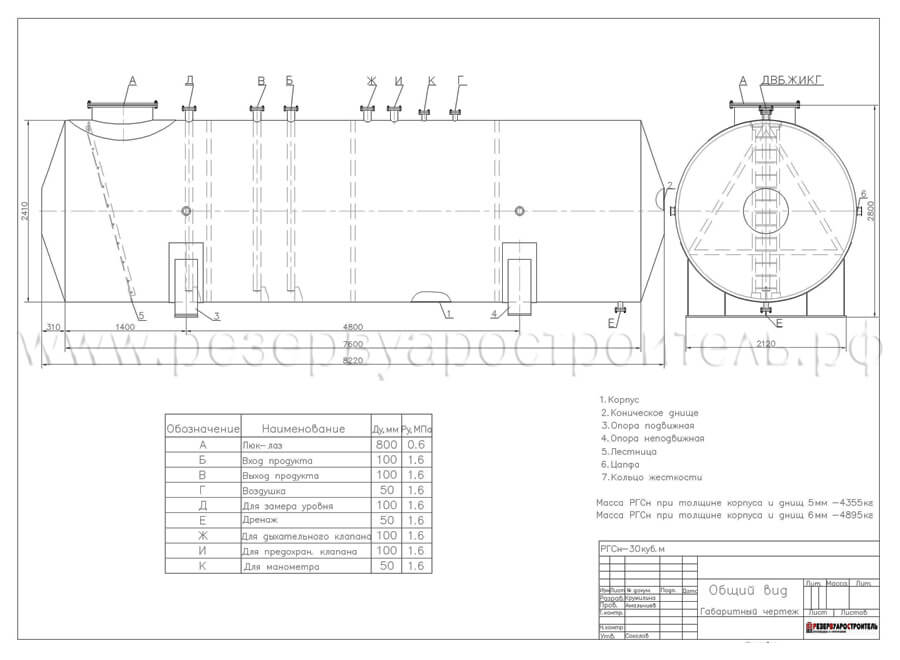 А Д В Б Ж И К Г
А ДВБЖИКГ
2
6
2410
2800
5 3 4 1 Е Е
310 1400 4800 2120
7600
8220
www.резервуаростроитель.рф
Обозначение Наименование Ду,мм Ру,МПа
А Люк-лаз 800 0.6
Б Вход продукта 100 1.6
В Выход продукта 100 1.6
Г Воздушка 50 1.6
Д Для замера уровня 100 1.6
Е Дренаж 50 1.6
Ж Для дыхательного клапана 100 1.6
И Для предохран. клапана 100 1.6
К Для манометра 50 1.6
1. Корпус
2. Коническое днище
3. Опора подвижная
4. Опора неподвижная
5. Лестница
6. Цапфа
7. Кольцо жесткости
Масса РГСн при толщине корпуса и днищ 5мм -4355кг
Масса РГСн при толщине корпуса и днищ 6мм -4895кг
РГСн-30куб.м
Изм Лист № докум. Подп. Дата
Разраб. Кружилина
Пров.
Т.контр.
Н.контр.
Утв. Соколов
Общий вид
Габаритный чертеж
Лит. Масса Лит.
Лист Листов
РЕЗЕРВУАРОСТРОИТЕЛЬ